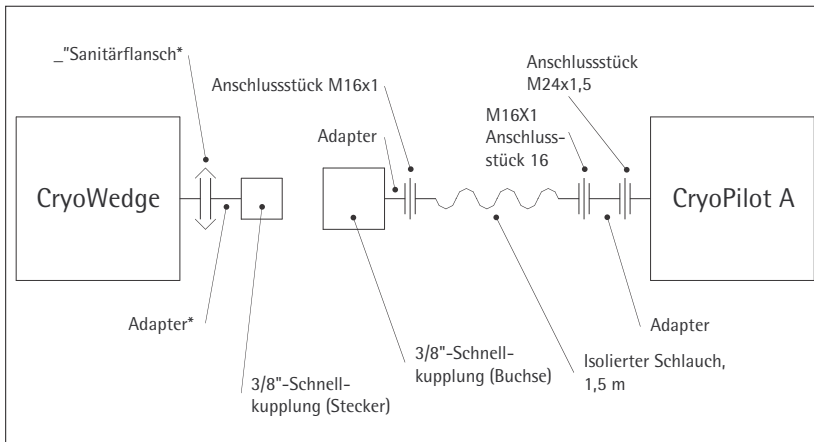 _"Sanitärflansch*
Anschlussstück M16x1
Adapter
Anschlussstück
M24x1,5
M16X1
Anschluss-
stück 16
CryoWedge
CryoPilot A
Adapter*
3/8"-Schnell-
kupplung (Stecker)
3/8"-Schnell-
kupplung (Buchse)
Isolierter Schlauch,
1,5 m
Adapter